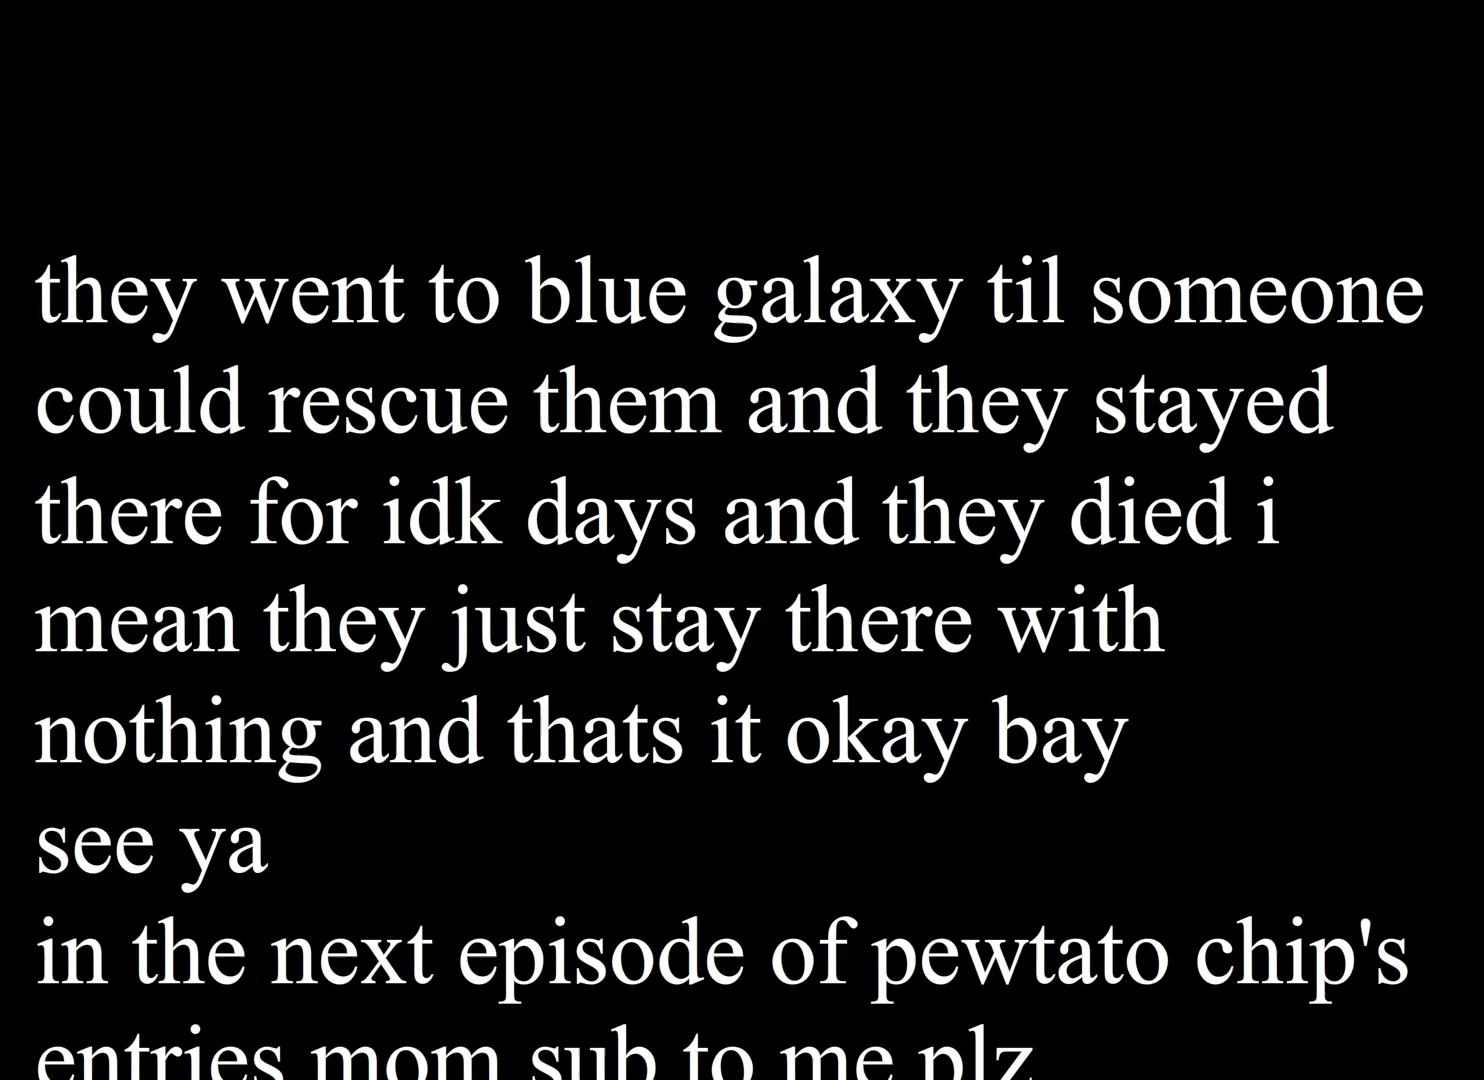 they went to blue galaxy til someone
could rescue them and they stayed
there for idk days and they died i
mean they just stay there with
nothing and thats it okay bay
see ya
in the next episode of pewtato chip's
entries mom sub to me plz